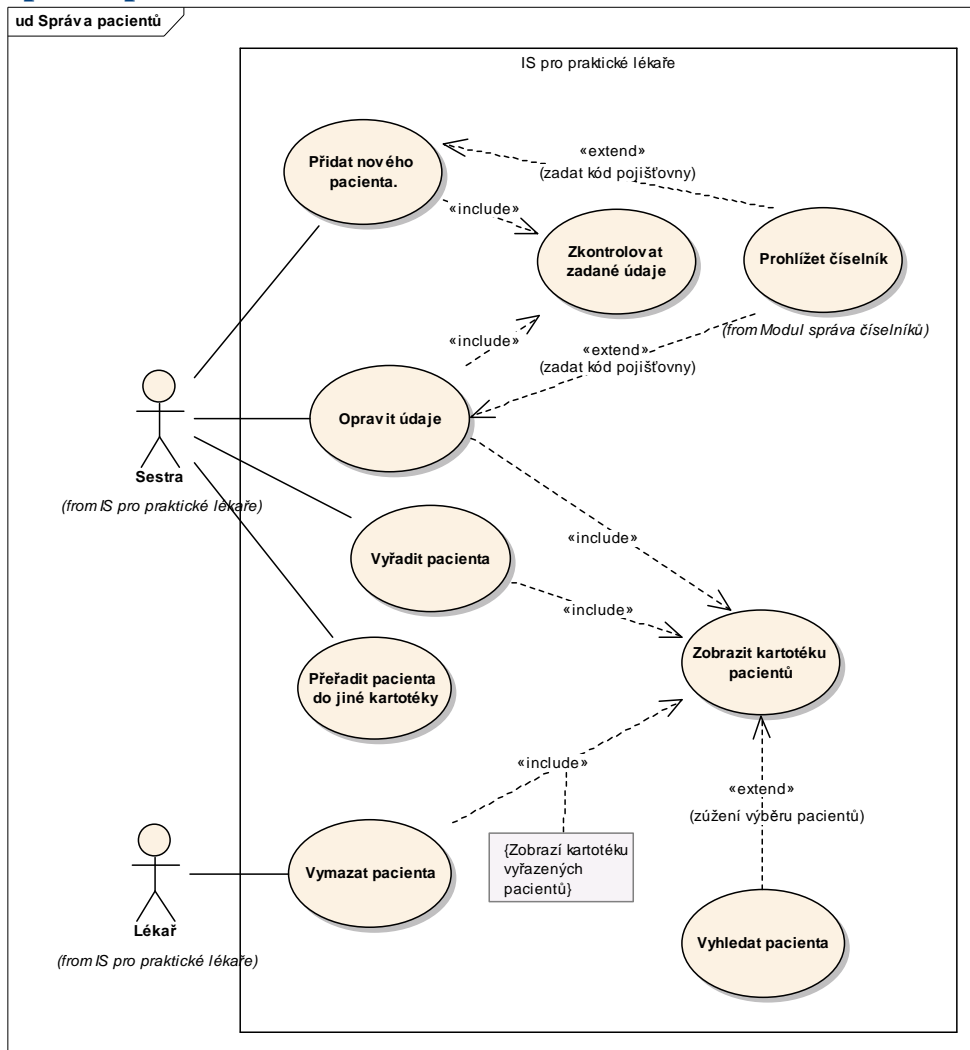 ud Správa pacientů
IS pro praktické lékaře
Přidat nového
pacienta.
«extend»
(zadat kód pojišťovny)
«include»
Zkontrolovat
zadané údaje
Prohlížet číselník
(from Modul správa číselníků)
«include»
«extend»
(zadat kód pojišťovny)
Opravit údaje
Sestra
(from IS pro praktické lékaře)
«include»
Vyřadit pacienta
«include»
Zobrazit kartotéku
pacientů
Přeřadit pacienta
do jiné kartotéky
«include»
«extend»
(zúžení výběru pacientů)
{Zobrazí kartotéku
vyřazených
pacientů}
Vymazat pacienta
Lékař
(from IS pro praktické lékaře)
Vyhledat pacienta